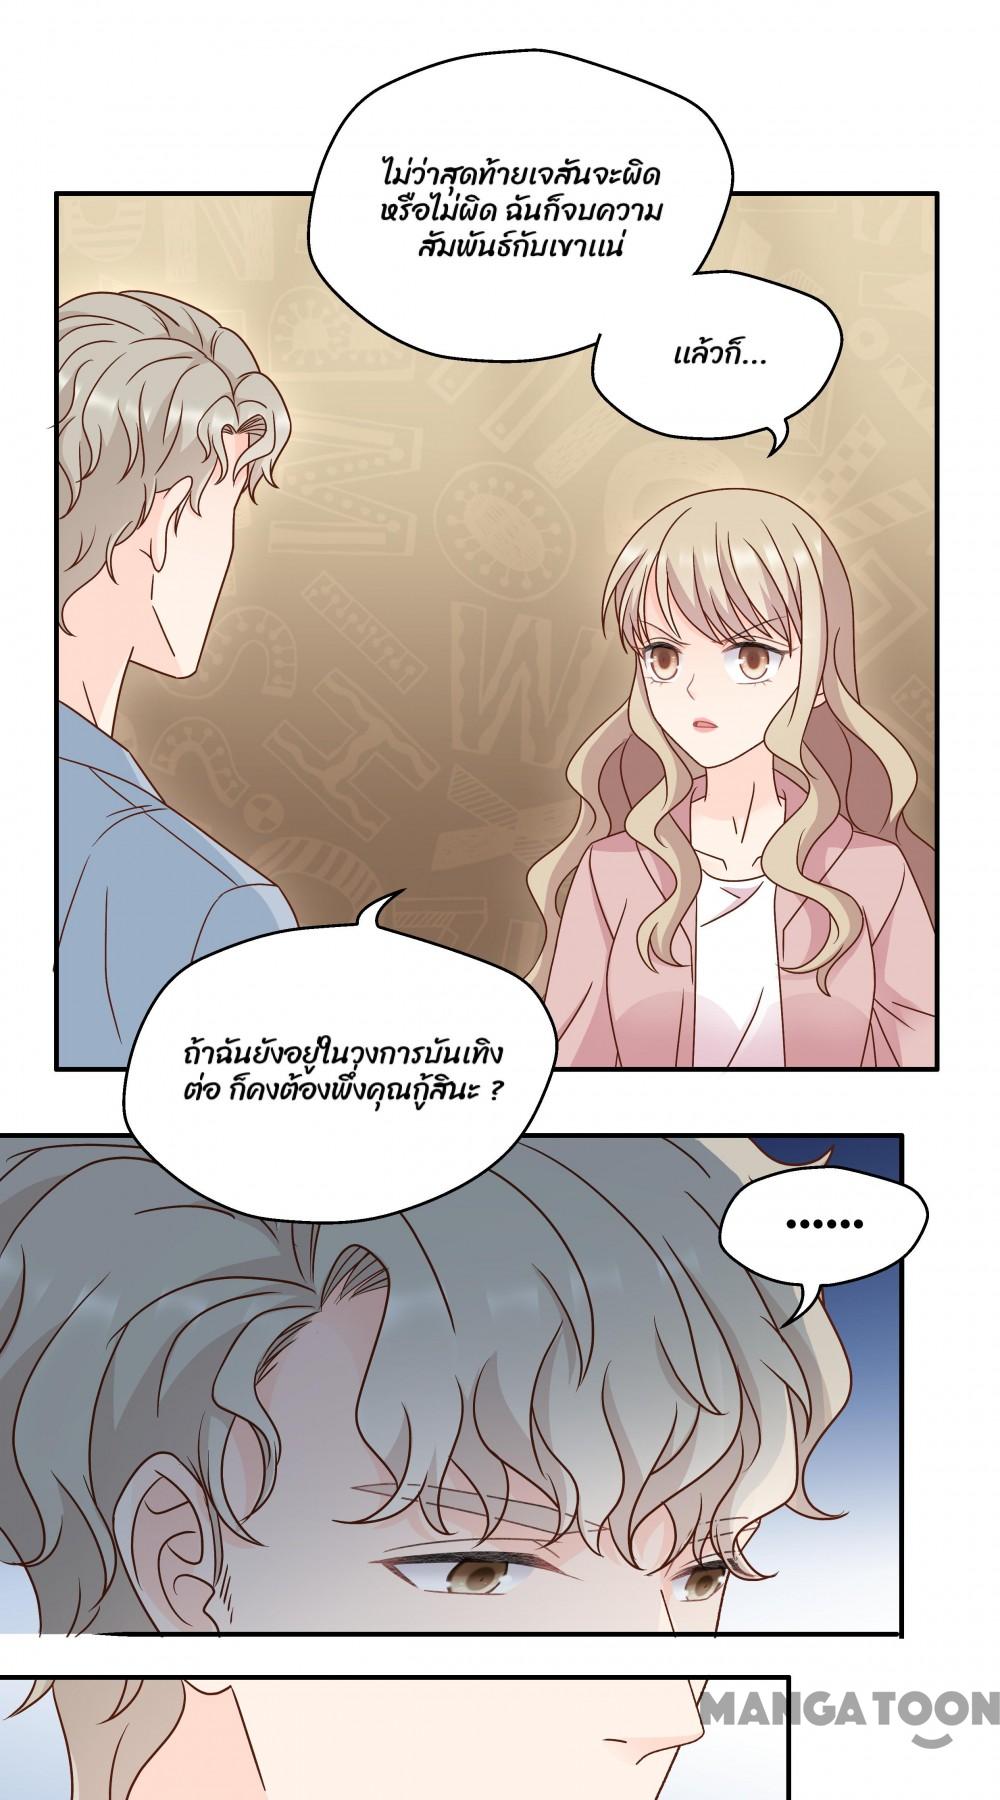 ไม่ว่าสุดท้ายเจสันจะผิด
หรือไม่ผิด ฉันก็จบความ
สัมพันธ์กับเขาแน่
แล้วก็...
ถ้าฉันยังอยู่ในวงการบันเทิง
ต่อ ก็คงต้องพึ่งคุณกู้สินะ ?
......
MANGATOON